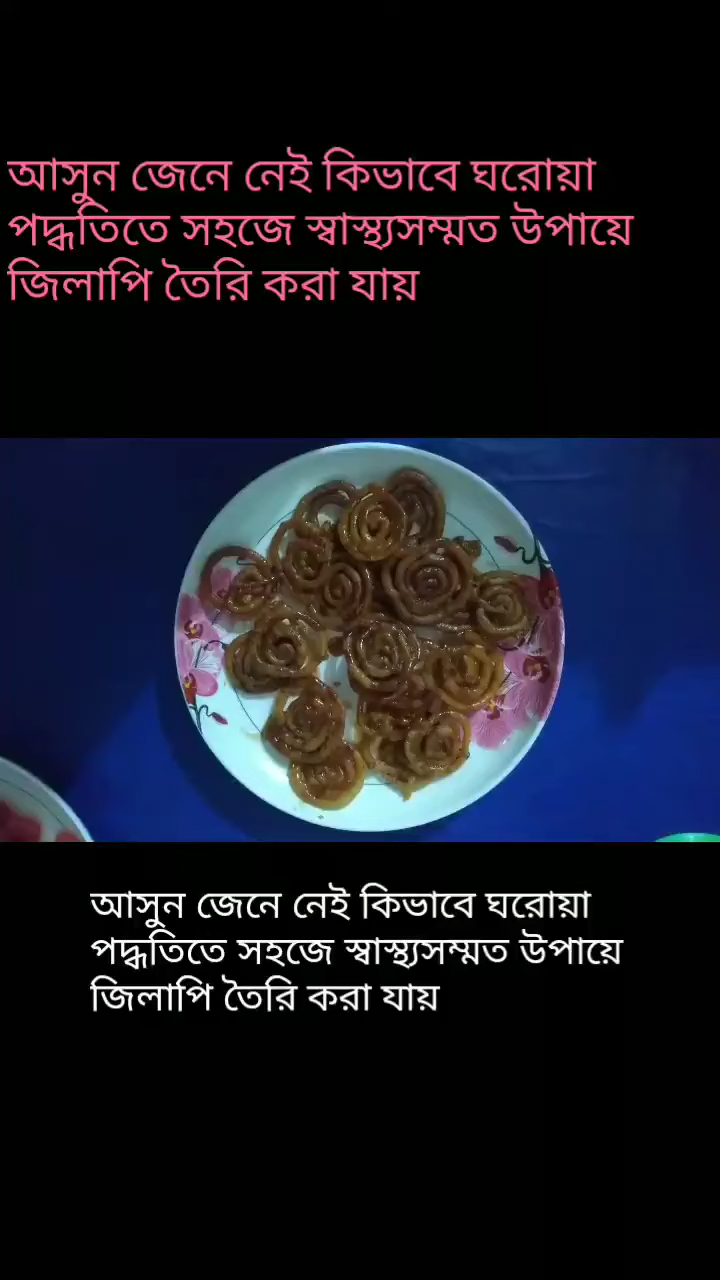 আসুন জেনে নেই কিভাবে ঘরোয়া
পদ্ধতিতে সহজে স্বাস্থ্যসম্মত উপায়ে
জিলাপি তৈরি করা যায়
আসুন জেনে নেই কিভাবে ঘরোয়া
পদ্ধতিতে সহজে স্বাস্থ্যসম্মত উপায়ে
জিলাপি তৈরি করা যায়